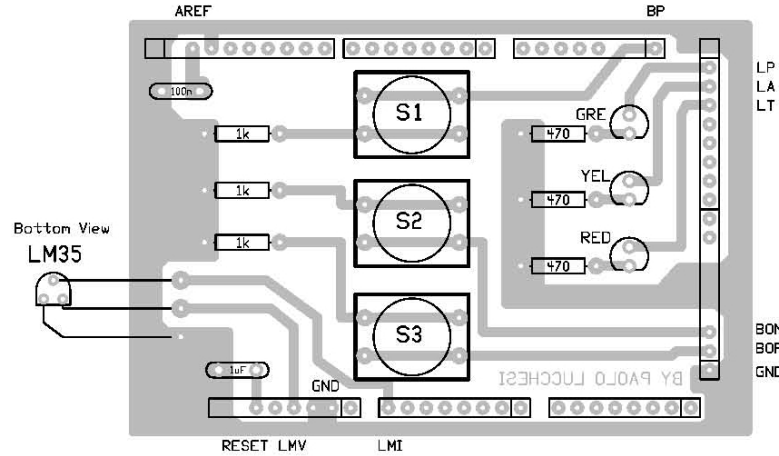 AREF
BP
LP
100n
LA
LT
S1
GRE
1k
470
YEL
1k
470
S2
Bottom View
RED
1k
LM35
470
S3
BON
BOF
1uF
GND
BY PAOLO LUCCHESI
GND
RESET LMV
LMI